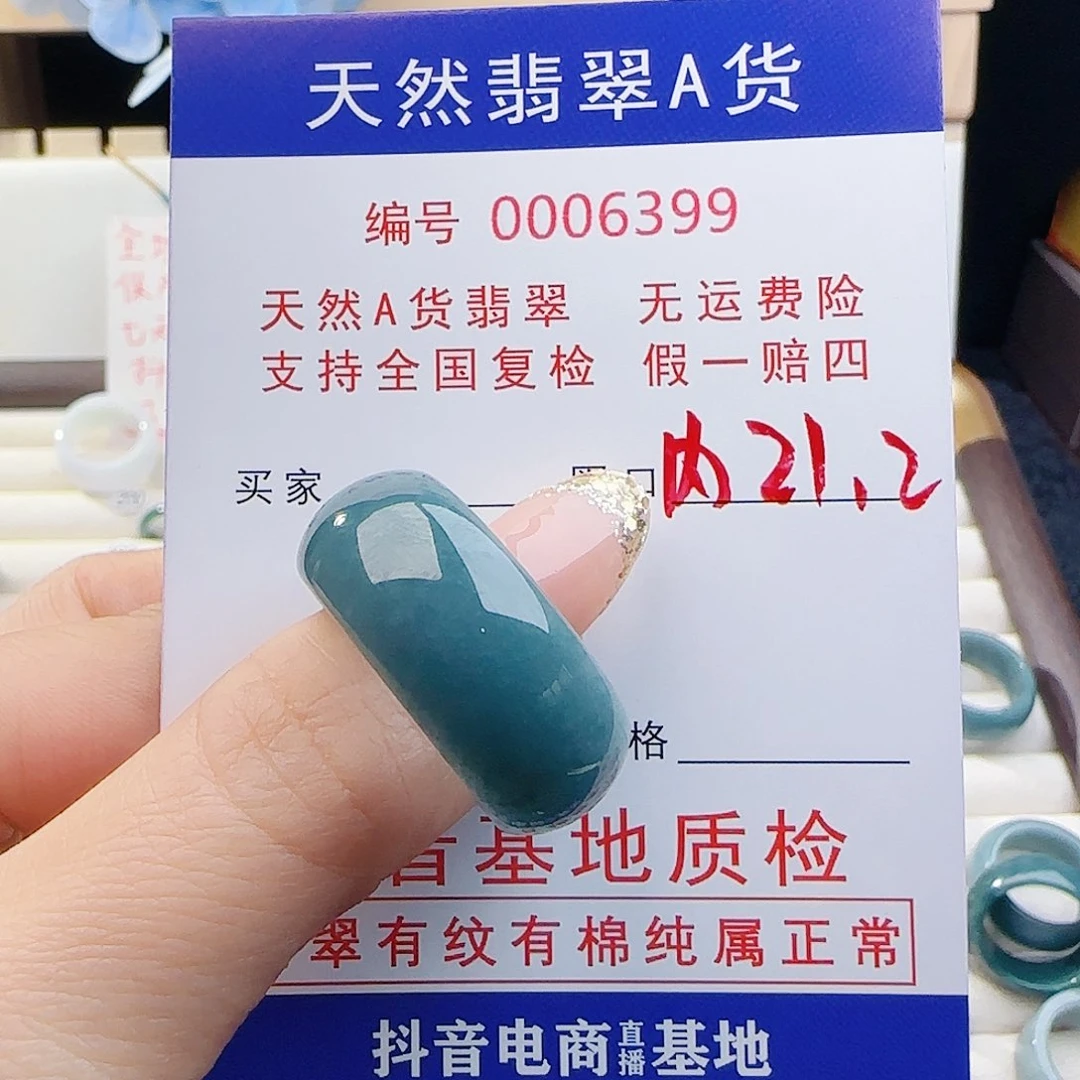 天然翡翠A货
编号 0006399
天然A货翡翠 无运费险
支持全国复检 假一赔四
买家 口 内21.2
格
音基地质检
翠有纹有棉纯属正常
抖音电商直播基地